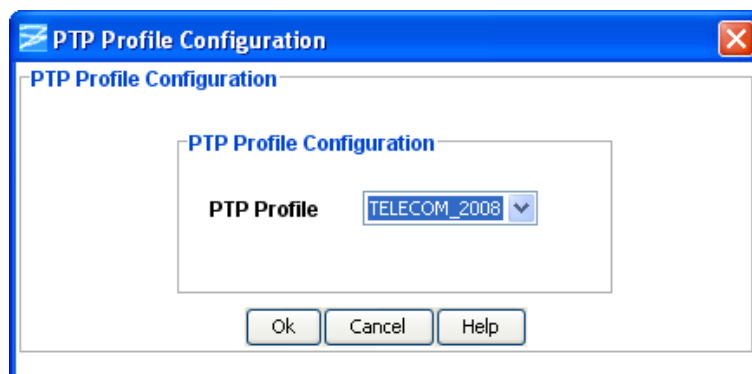 PTP Profile Configuration
PTP Profile Configuration
PTP Profile Configuration
PTP Profile TELECOM_2008
Ok Cancel Help